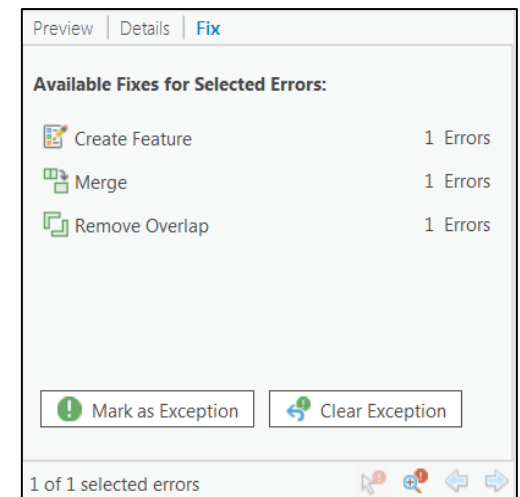 Preview Details Fix
Available Fixes for Selected Errors:
Create Feature 1 Errors
Merge 1 Errors
Remove Overlap 1 Errors
Mark as Exception Clear Exception
1 of 1 selected errors